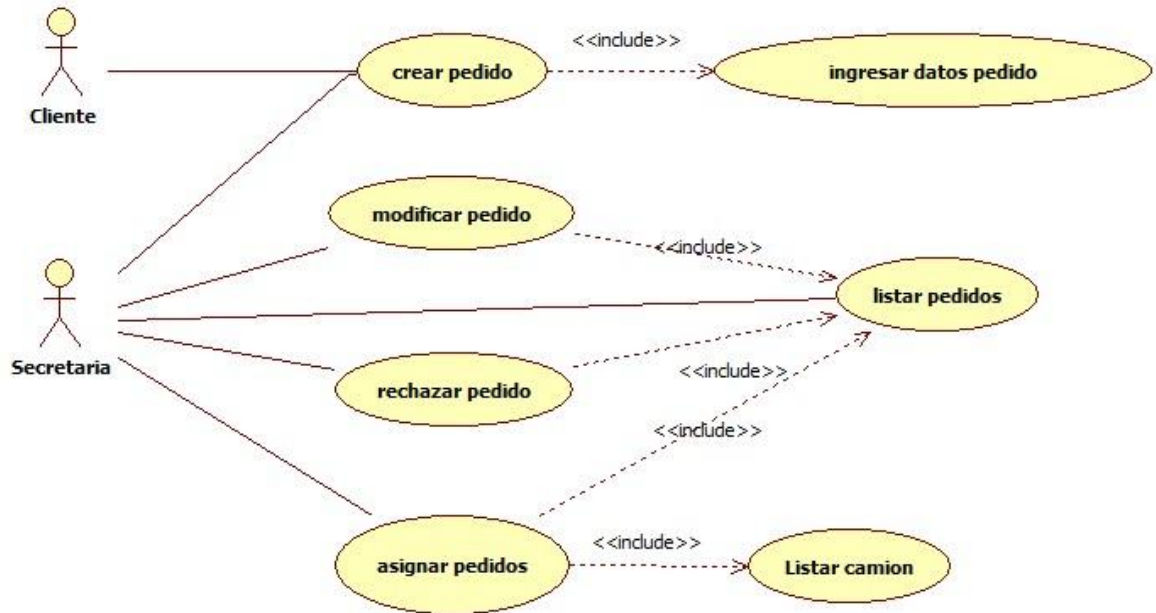 <<include>>
crear pedido
ingresar datos pedido
Cliente
modificar pedido
<<include>>
listar pedidos
Secretaria
rechazar pedido
<<include>>
<<include>>
<<include>>
asignar pedidos
Listar camion